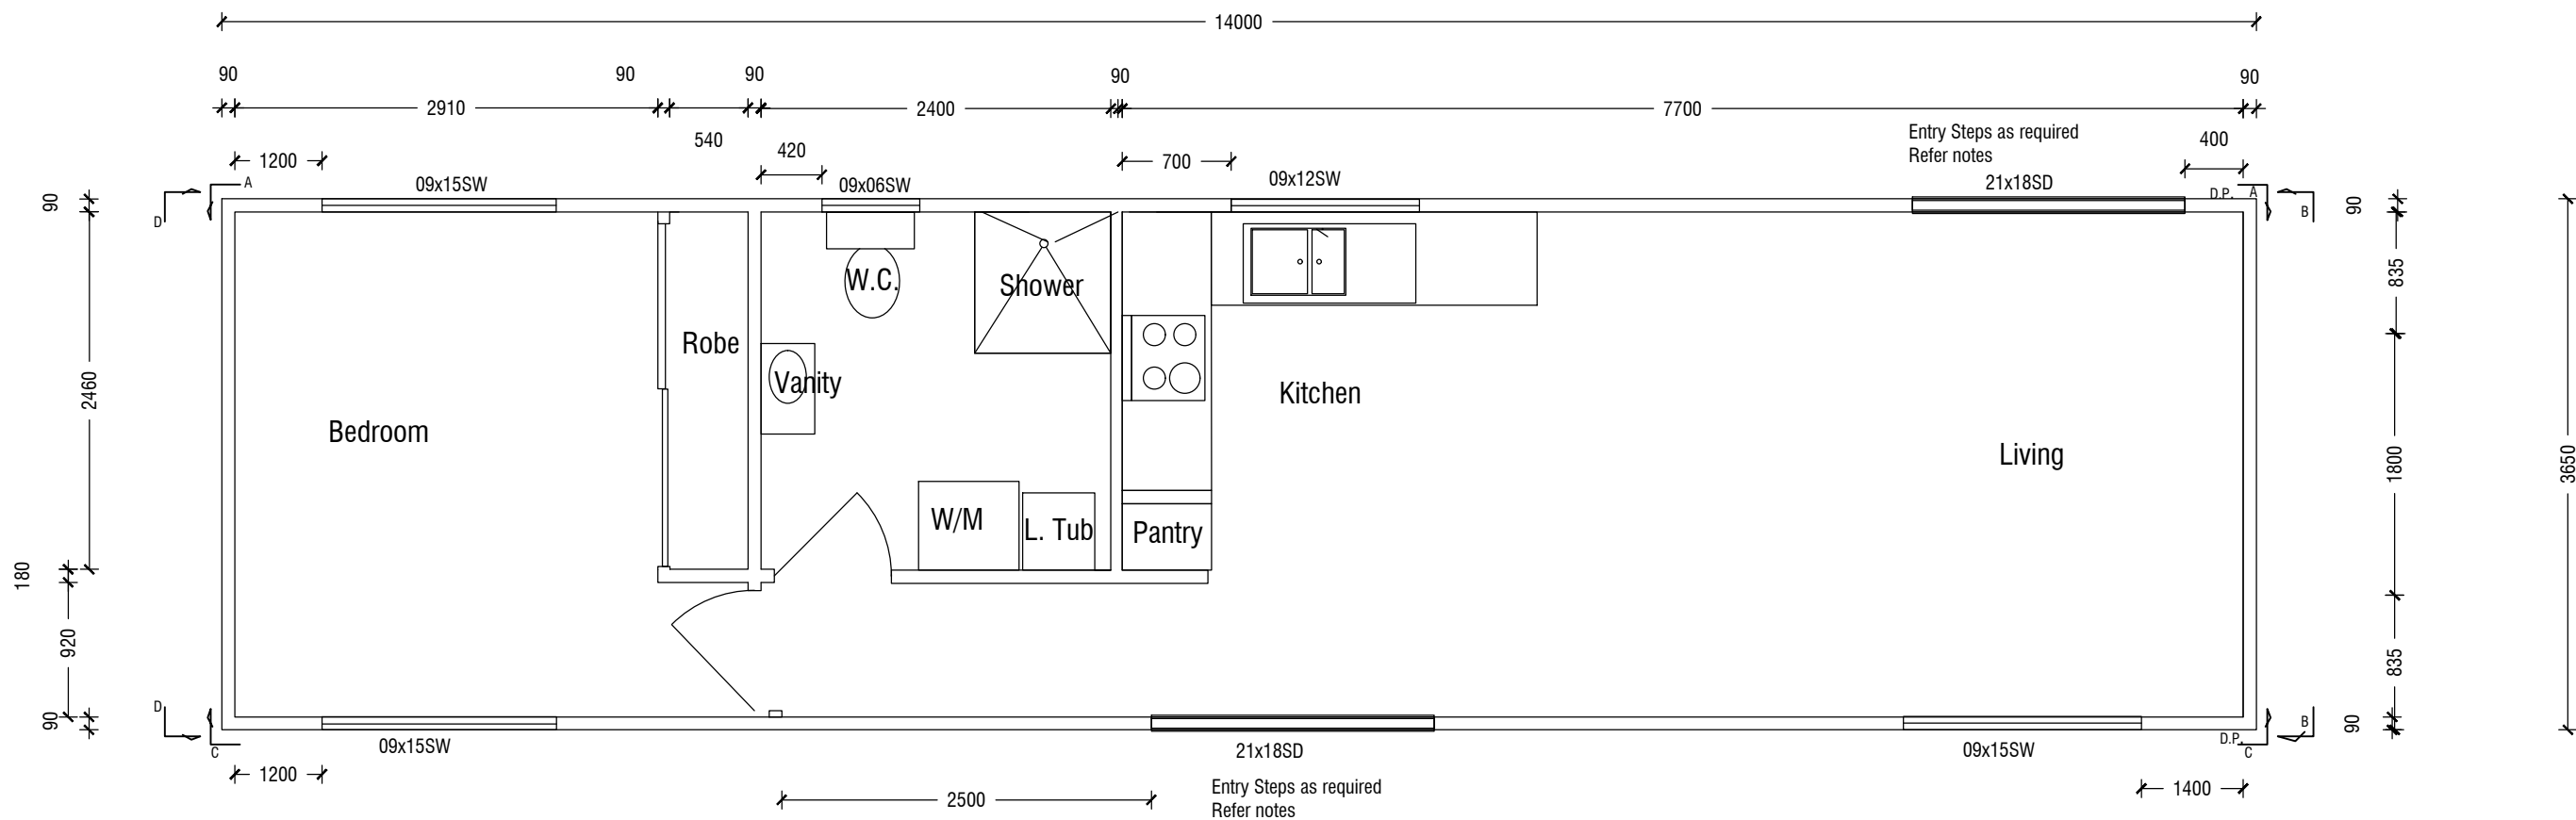 14000
90
90
90
90
90
2910
2400
7700
540
420
Entry Steps as required
Refer notes
400
1200
700
09x15SW
09x06SW
09x12SW
21x18SD
A
D.P.
A
D
B
90
90
835
W.C.
Shower
Robe
2460
Vanity
Kitchen
Bedroom
Living
1800
3650
W/M
L. Tub
Pantry
180
920
835
90
90
D
B
C
D.P.
C
09x15SW
21x18SD
09x15SW
1200
2500
1400
Entry Steps as required
Refer notes